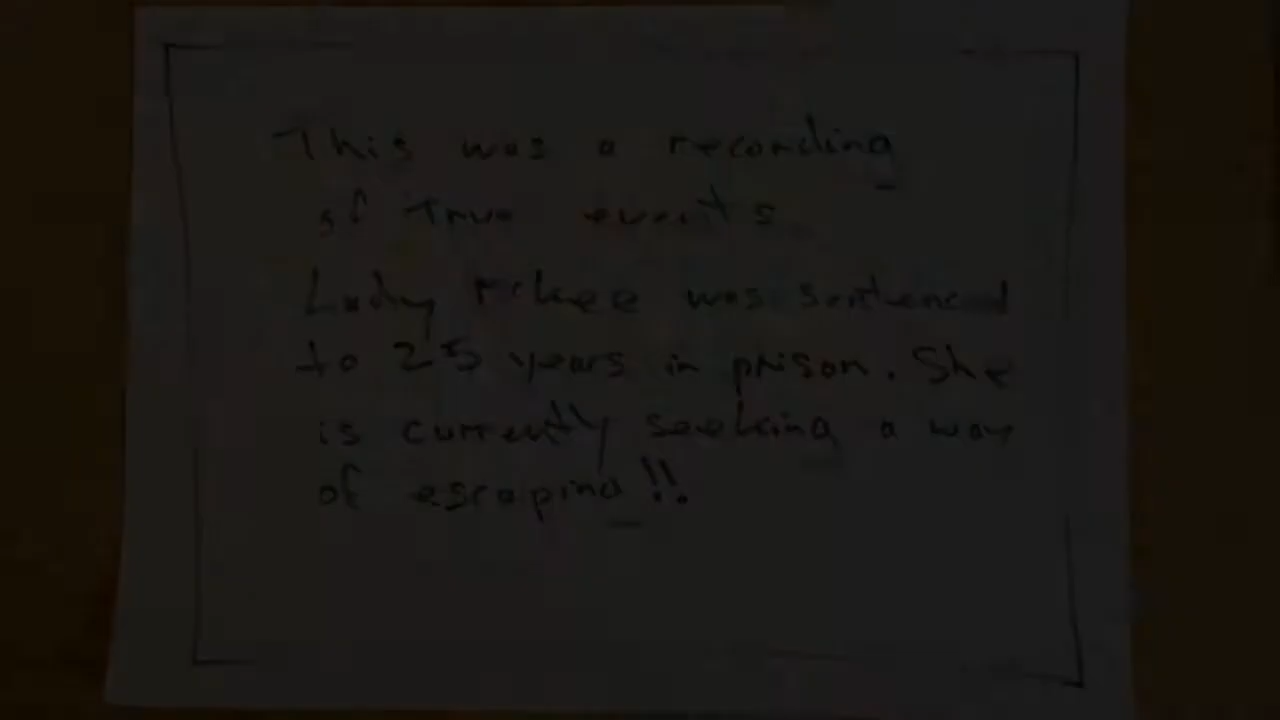 This was a recording
of True events.
Lady was sentenced
to 25 years in prison. She
is currently seeking a way
of escaping!!